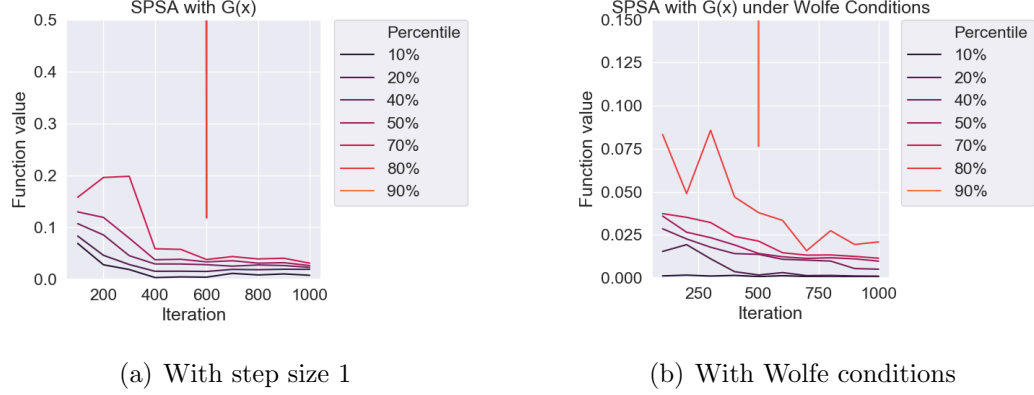 SPSA with G(x)
Function value
0.5
0.4
0.3
0.2
0.1
0.0
200 400 600 800 1000
Iteration
Percentile
10%
20%
40%
50%
70%
80%
90%
(a) With step size 1
SPSA with G(x) under Wolfe Conditions
Function value
0.150
0.125
0.100
0.075
0.050
0.025
0.000
250 500 750 1000
Iteration
Percentile
10%
20%
40%
50%
70%
80%
90%
(b) With Wolfe conditions